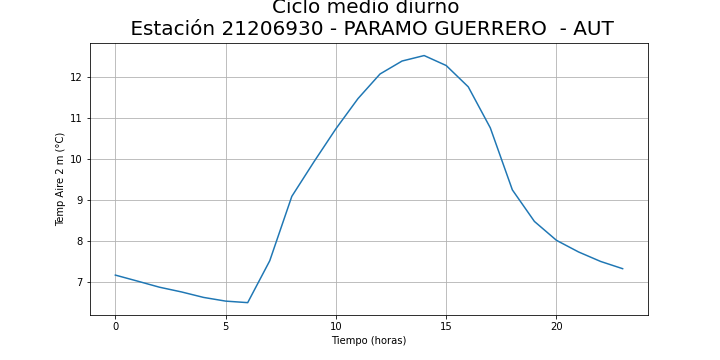 Ciclo medio diurno
Estación 21206930 - PARAMO GUERRERO  - AUT
12
11
10
9
8
7
Temp Aire 2 m (°C)
0 5 10 15 20
Tiempo (horas)